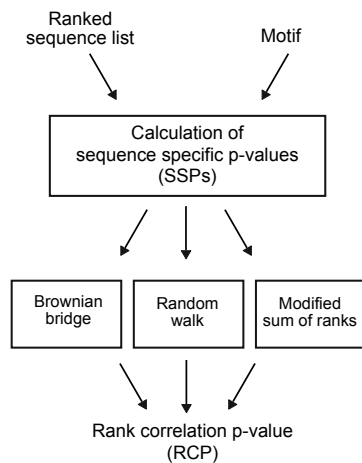 Ranked
sequence list
Motif
Calculation of
sequence specific p-values
(SSPs)
Brownian
bridge
Random
walk
Modified
sum of ranks
Rank correlation p-value
(RCP)